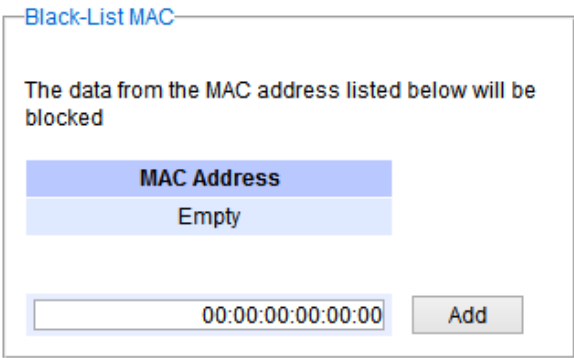 Black-List MAC
The data from the MAC address listed below will be
blocked
MAC Address
Empty
00:00:00:00:00:00 Add